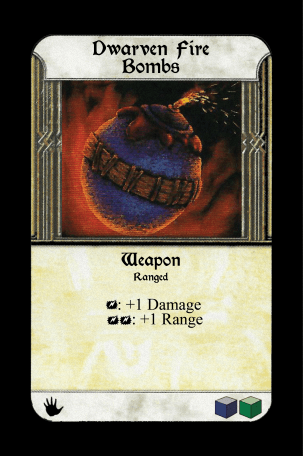 Dwarven Fire
Bombs
Weapon
Ranged
: +1 Damage
: +1 Range